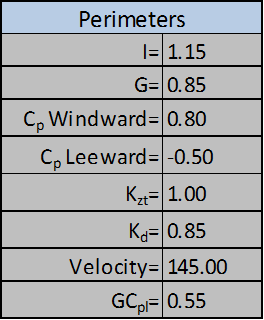 Perimeters
I= 1.15
G= 0.85
Cp Windward= 0.80
Cp Leeward= -0.50
Kzt= 1.00
Kd= 0.85
Velocity= 145.00
GCpl= 0.55